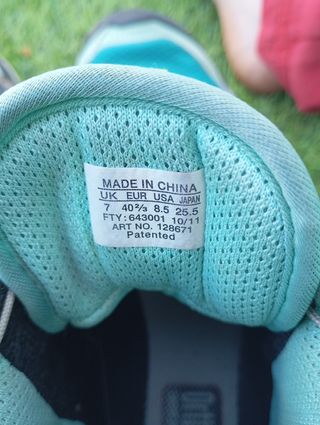 MADE IN CHINA
UK EUR USA JAPAN
7 40⅔ 8.5 25.5
FTY: 643001 10/11
ART NO. 128671
Patented